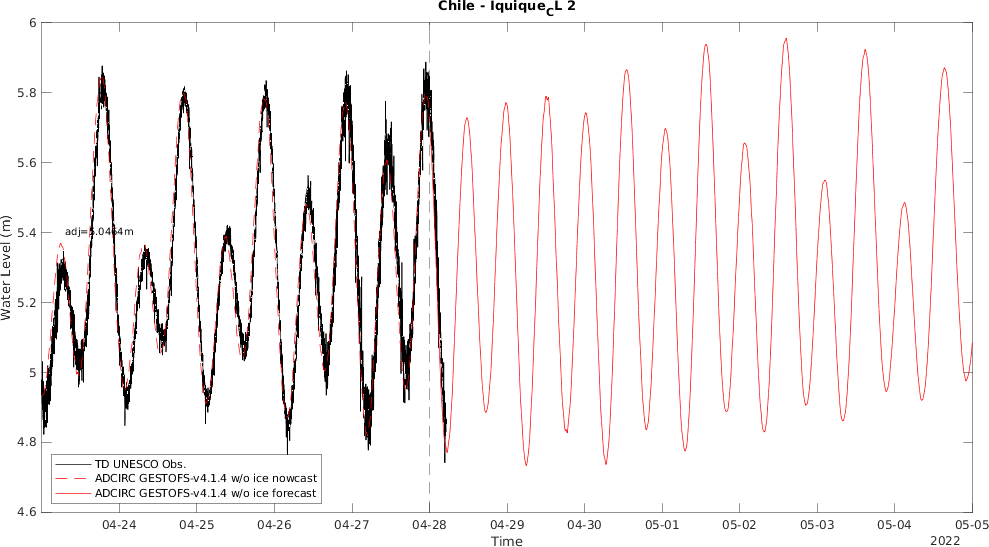 Chile - Iquique_CL 2
Water Level (m)
6
5.8
5.6
5.4
5.2
5
4.8
4.6
adj=5.0464m
TD UNESCO Obs.
ADCIRC GESTOFS-v4.1.4 w/o ice nowcast
ADCIRC GESTOFS-v4.1.4 w/o ice forecast
04-24 04-25 04-26 04-27 04-28 04-29 04-30 05-01 05-02 05-03 05-04 05-05
Time
2022